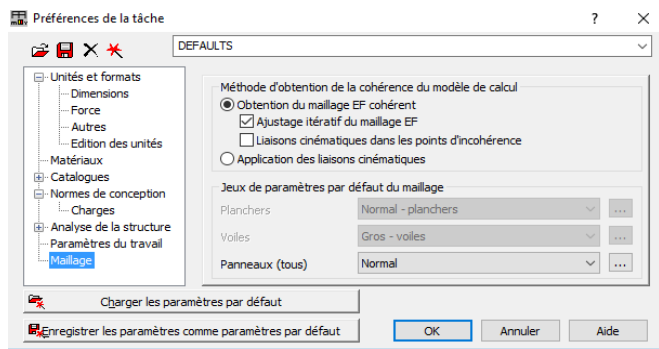 Préférences de la tâche
DEFAULTS
Unités et formats
Dimensions
Force
Autres
Edition des unités
Matériaux
Catalogues
Normes de conception
Charges
Analyse de la structure
Paramètres du travail
Maillage
Méthode d'obtention de la cohérence du modèle de calcul
Obtention du maillage EF cohérent
Ajustage itératif du maillage EF
Liaisons cinématiques dans les points d'incohérence
Application des liaisons cinématiques
Jeux de paramètres par défaut du maillage
Planchers Normal - planchers ...
Voiles Gros - voiles ...
Panneaux (tous) Normal ...
Charger les paramètres par défaut
Enregistrer les paramètres comme paramètres par défaut
OK Annuler Aide